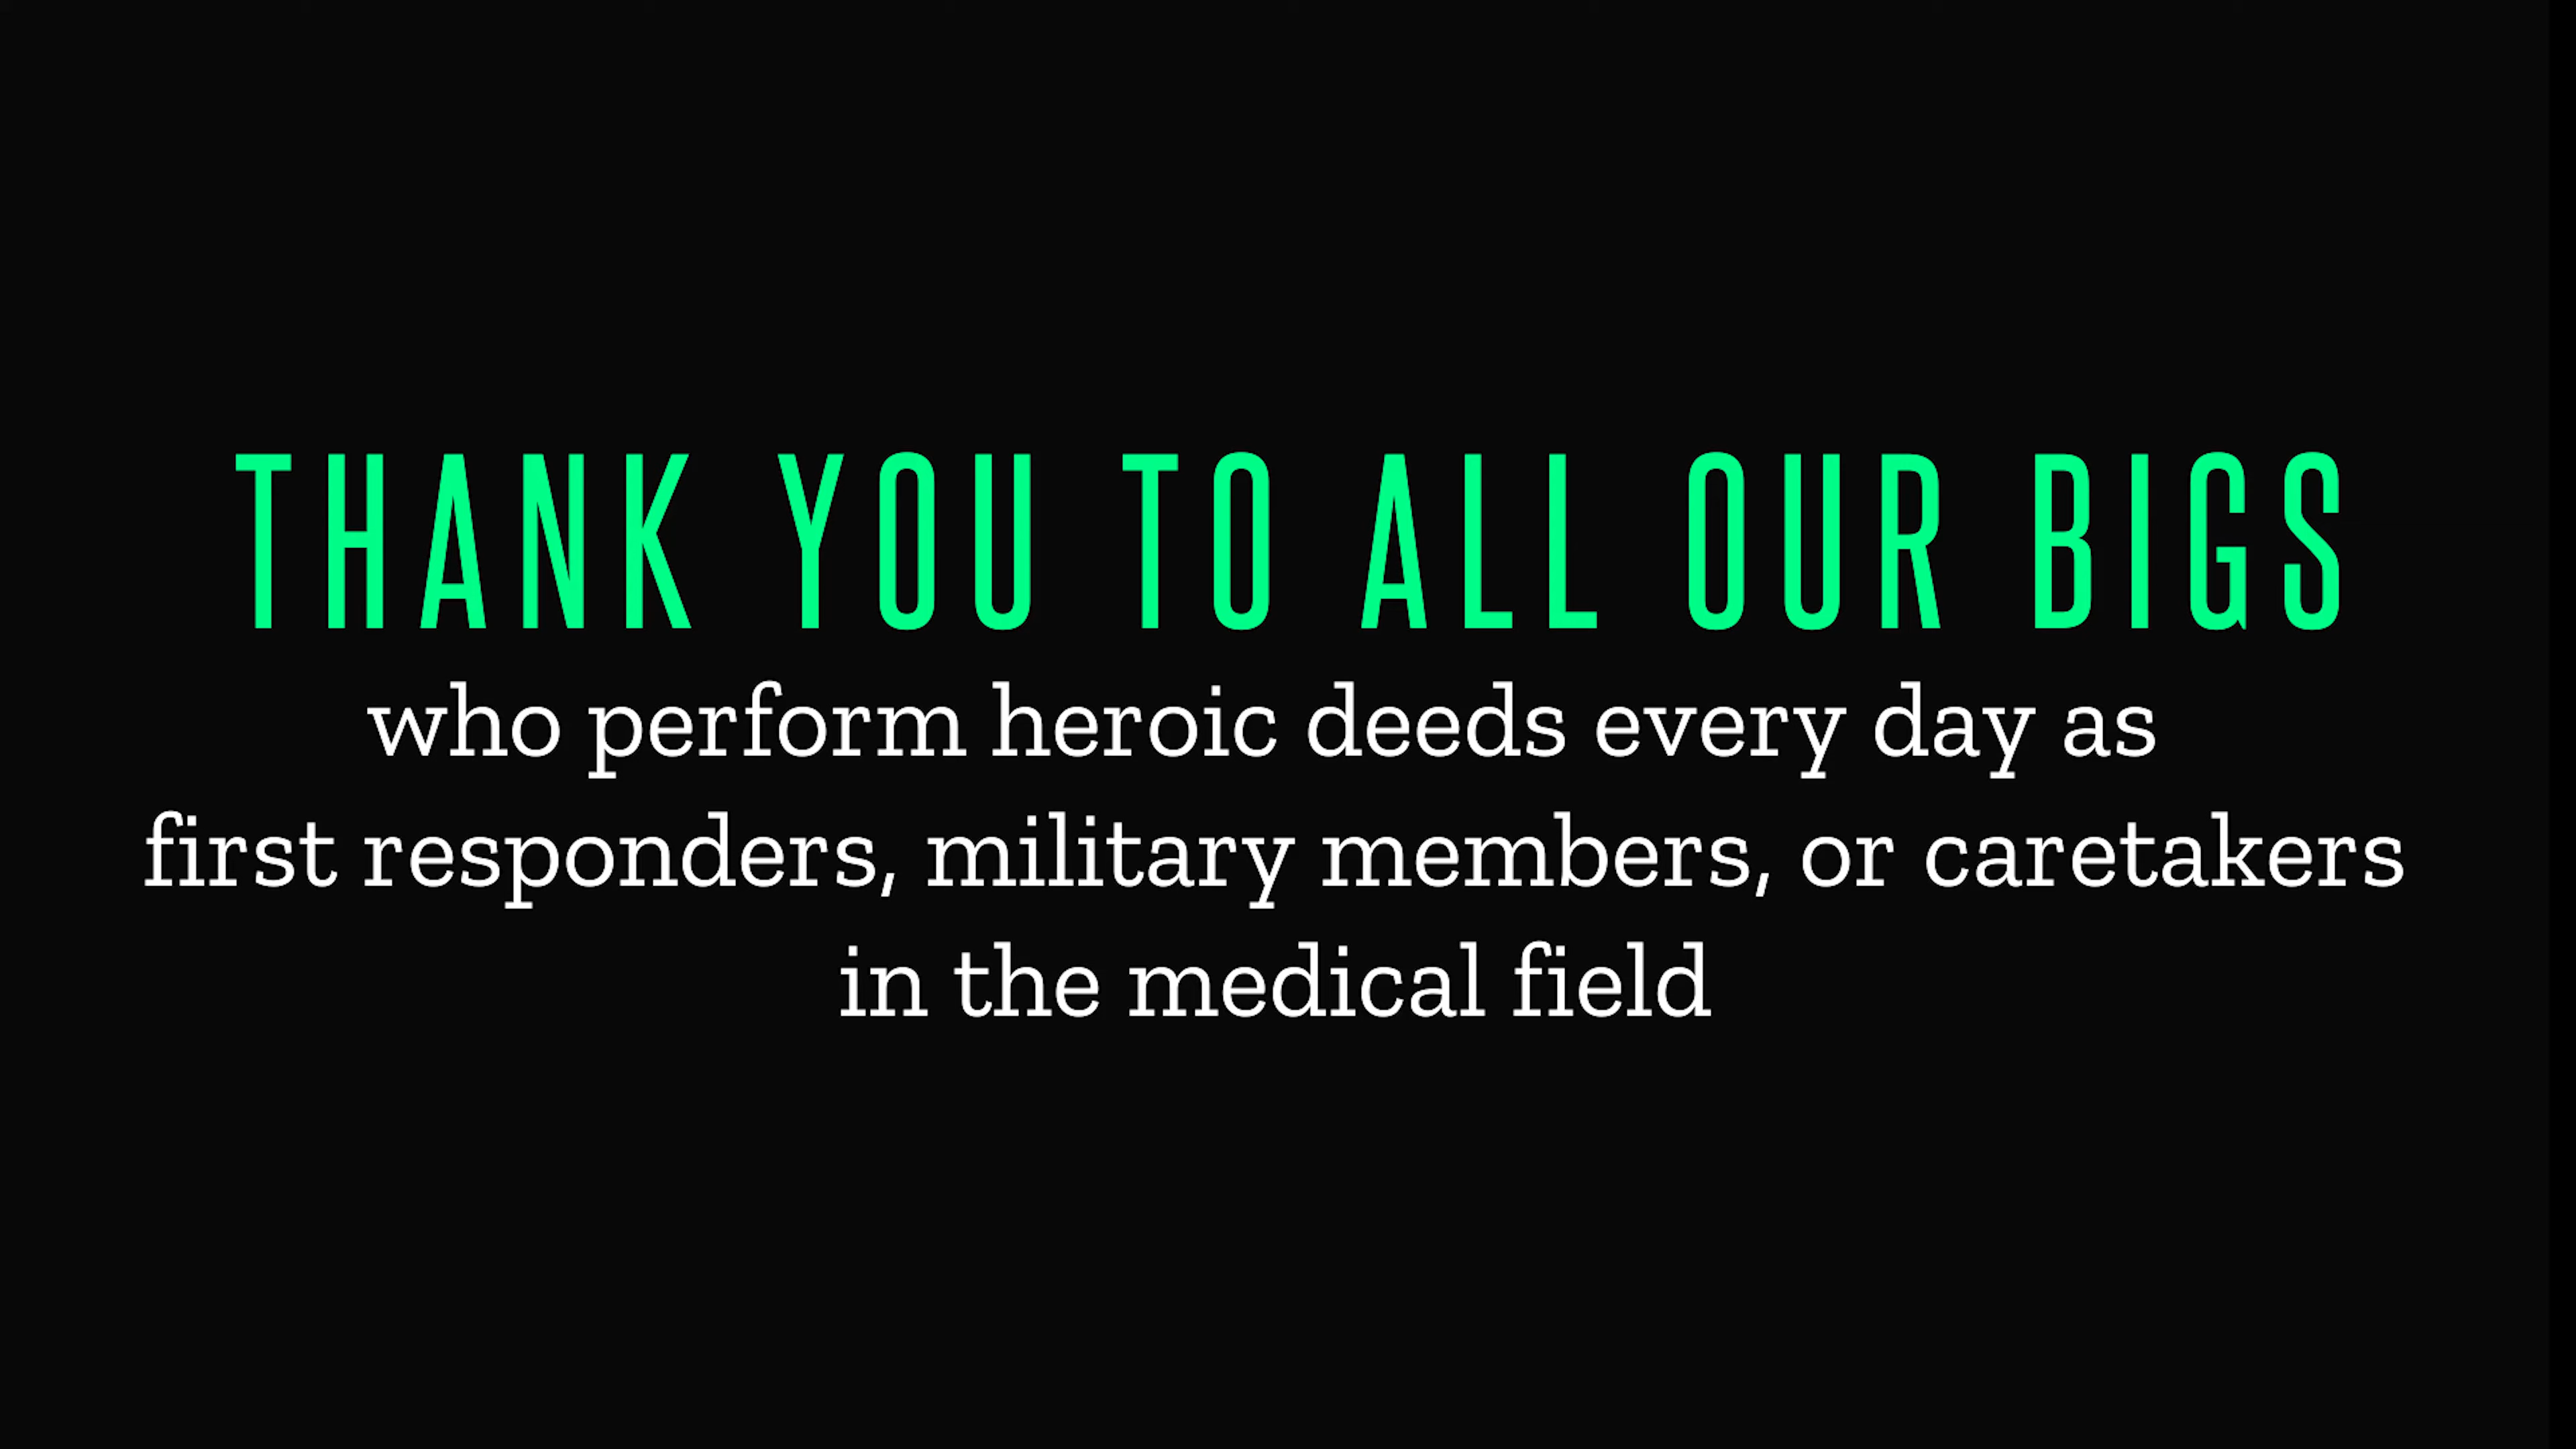 THANK YOU TO ALL OUR BIGS
who perform heroic deeds every day as
first responders, military members, or caretakers
in the medical field